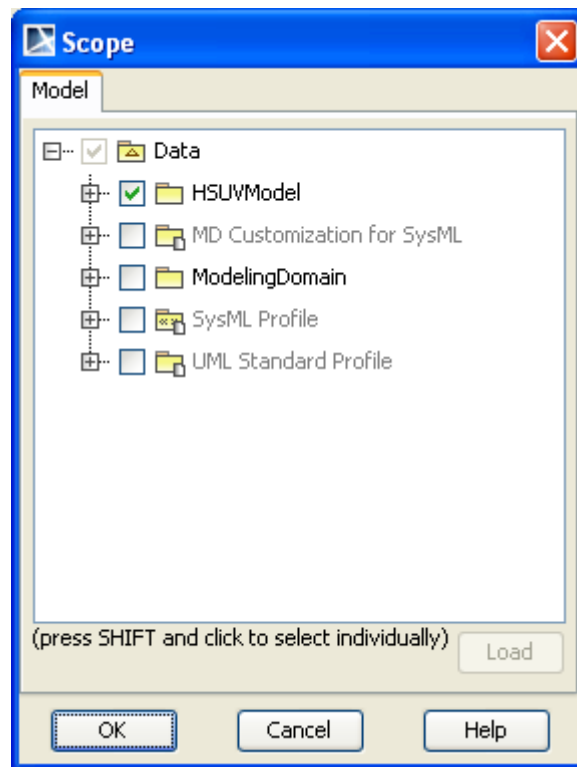 Scope
Model
Data
HSUVModel
MD Customization for SysML
ModelingDomain
«» SysML Profile
UML Standard Profile
(press SHIFT and click to select individually)
Load
OK Cancel Help